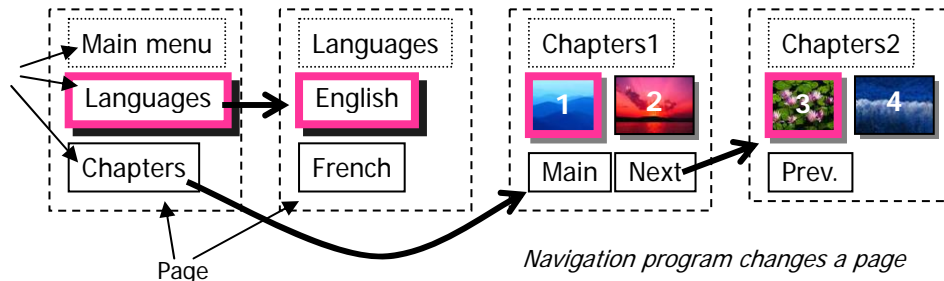 Main menu
Languages
Chapters
Languages
English
French
Chapters1
1 2
Main Next
Chapters2
3 4
Prev.
Page
Navigation program changes a page